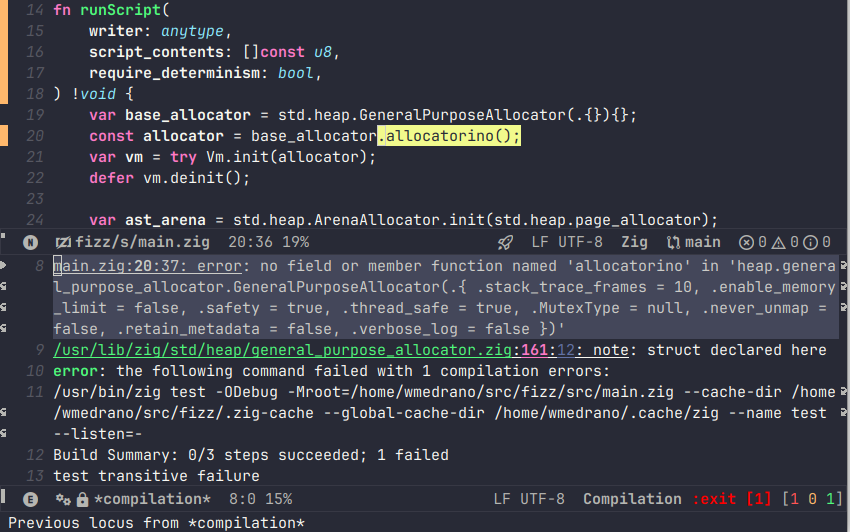 14 fn runScript(
15     writer: anytype,
16     script_contents: []const u8,
17     require_determinism: bool,
18 ) !void {
19     var base_allocator = std.heap.GeneralPurposeAllocator(.{}){};
20     const allocator = base_allocator.allocatorino();
21     var vm = try Vm.init(allocator);
22     defer vm.deinit();
23
24     var ast_arena = std.heap.ArenaAllocator.init(std.heap.page_allocator);
N fizz/s/main.zig 20:36 19% LF UTF-8 Zig main 0 0 0
8 main.zig:20:37: error: no field or member function named 'allocatorino' in 'heap.gener
al_purpose_allocator.GeneralPurposeAllocator(.{ .stack_trace_frames = 10, .enable_memory
_limit = false, .safety = true, .thread_safe = true, .MutexType = null, .never_unmap =
false, .retain_metadata = false, .verbose_log = false })'
9 /usr/lib/zig/std/heap/general_purpose_allocator.zig:161:12: note: struct declared here
10 error: the following command failed with 1 compilation errors:
11 /usr/bin/zig test -ODebug -Mroot=/home/wmedrano/src/fizz/src/main.zig --cache-dir /home
/wmedrano/src/fizz/.zig-cache --global-cache-dir /home/wmedrano/.cache/zig --name test
--listen=-
12 Build Summary: 0/3 steps succeeded; 1 failed
13 test transitive failure
E *compilation* 8:0 15% LF UTF-8 Compilation :exit [1] [1 0 1]
Previous locus from *compilation*